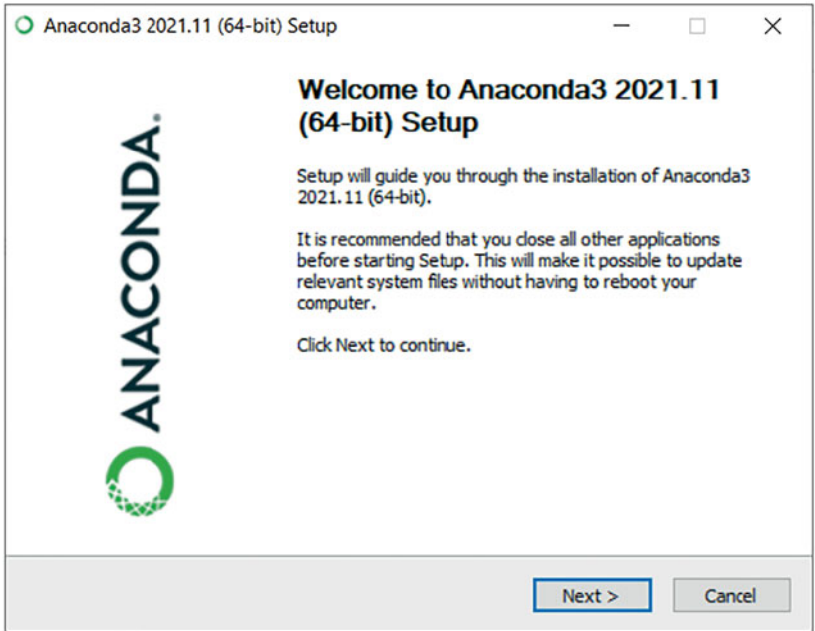 Anaconda3 2021.11 (64-bit) Setup
Welcome to Anaconda3 2021.11
(64-bit) Setup
Setup will guide you through the installation of Anaconda3
2021.11 (64-bit).
It is recommended that you close all other applications
before starting Setup. This will make it possible to update
relevant system files without having to reboot your
computer.
Click Next to continue.
ANACONDA.
Next >
Cancel